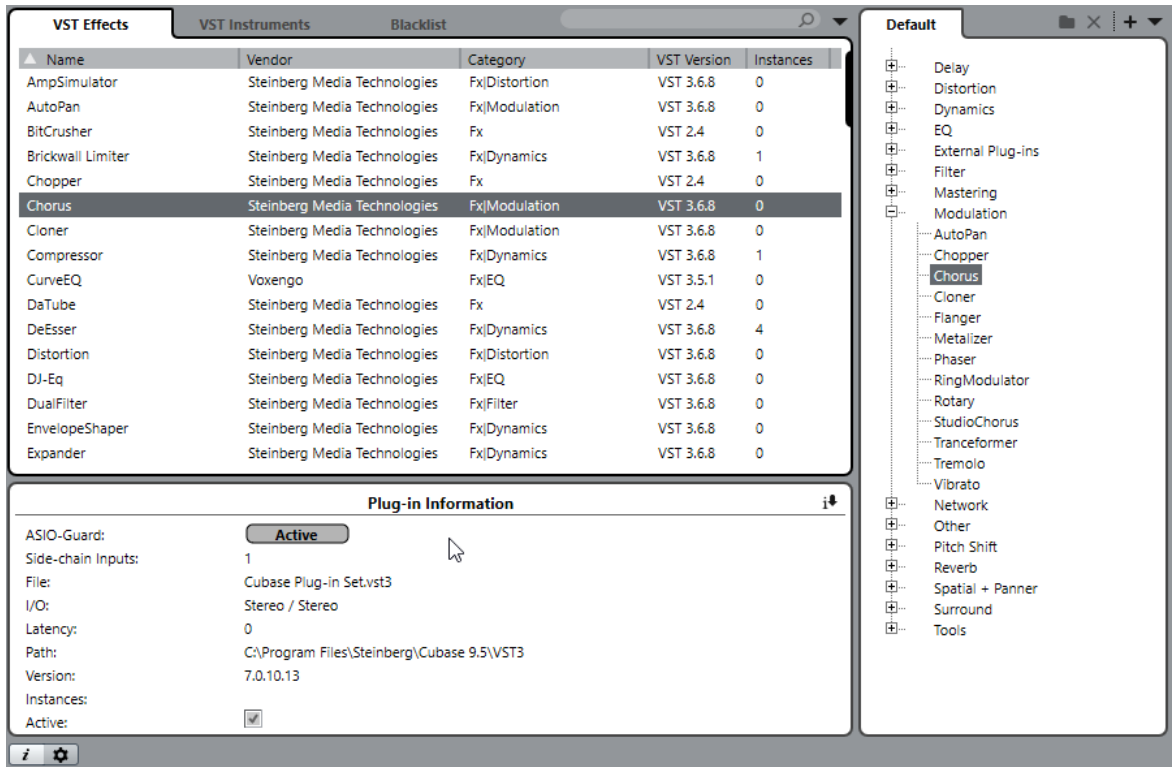 VST Effects VST Instruments Blacklist
Name Vendor Category VST Version Instances
AmpSimulator Steinberg Media Technologies Fx|Distortion VST 3.6.8 0
AutoPan Steinberg Media Technologies Fx|Modulation VST 3.6.8 0
BitCrusher Steinberg Media Technologies Fx VST 2.4 0
Brickwall Limiter Steinberg Media Technologies Fx|Dynamics VST 3.6.8 1
Chopper Steinberg Media Technologies Fx VST 2.4 0
Chorus Steinberg Media Technologies Fx|Modulation VST 3.6.8 0
Cloner Steinberg Media Technologies Fx|Modulation VST 3.6.8 0
Compressor Steinberg Media Technologies Fx|Dynamics VST 3.6.8 1
CurveEQ Voxengo Fx|EQ VST 3.5.1 0
DaTube Steinberg Media Technologies Fx VST 2.4 0
DeEsser Steinberg Media Technologies Fx|Dynamics VST 3.6.8 4
Distortion Steinberg Media Technologies Fx|Distortion VST 3.6.8 0
DJ-Eq Steinberg Media Technologies Fx|EQ VST 3.6.8 0
DualFilter Steinberg Media Technologies Fx|Filter VST 3.6.8 0
EnvelopeShaper Steinberg Media Technologies Fx|Dynamics VST 3.6.8 0
Expander Steinberg Media Technologies Fx|Dynamics VST 3.6.8 0
Plug-in Information
ASIO-Guard: Active
Side-chain Inputs: 1
File: Cubase Plug-in Set.vst3
I/O: Stereo / Stereo
Latency: 0
Path: C:\Program Files\Steinberg\Cubase 9.5\VST3
Version: 7.0.10.13
Instances:
Active:
Default
Delay
Distortion
Dynamics
EQ
External Plug-ins
Filter
Mastering
Modulation
AutoPan
Chopper
Chorus
Cloner
Flanger
Metalizer
Phaser
RingModulator
Rotary
StudioChorus
Tranceformer
Tremolo
Vibrato
Network
Other
Pitch Shift
Reverb
Spatial + Panner
Surround
Tools